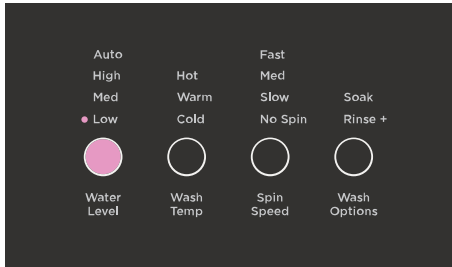 Auto
High
Med
Low
Hot
Warm
Cold
Fast
Med
Slow
No Spin
Soak
Rinse +
Water
Level
Wash
Temp
Spin
Speed
Wash
Options